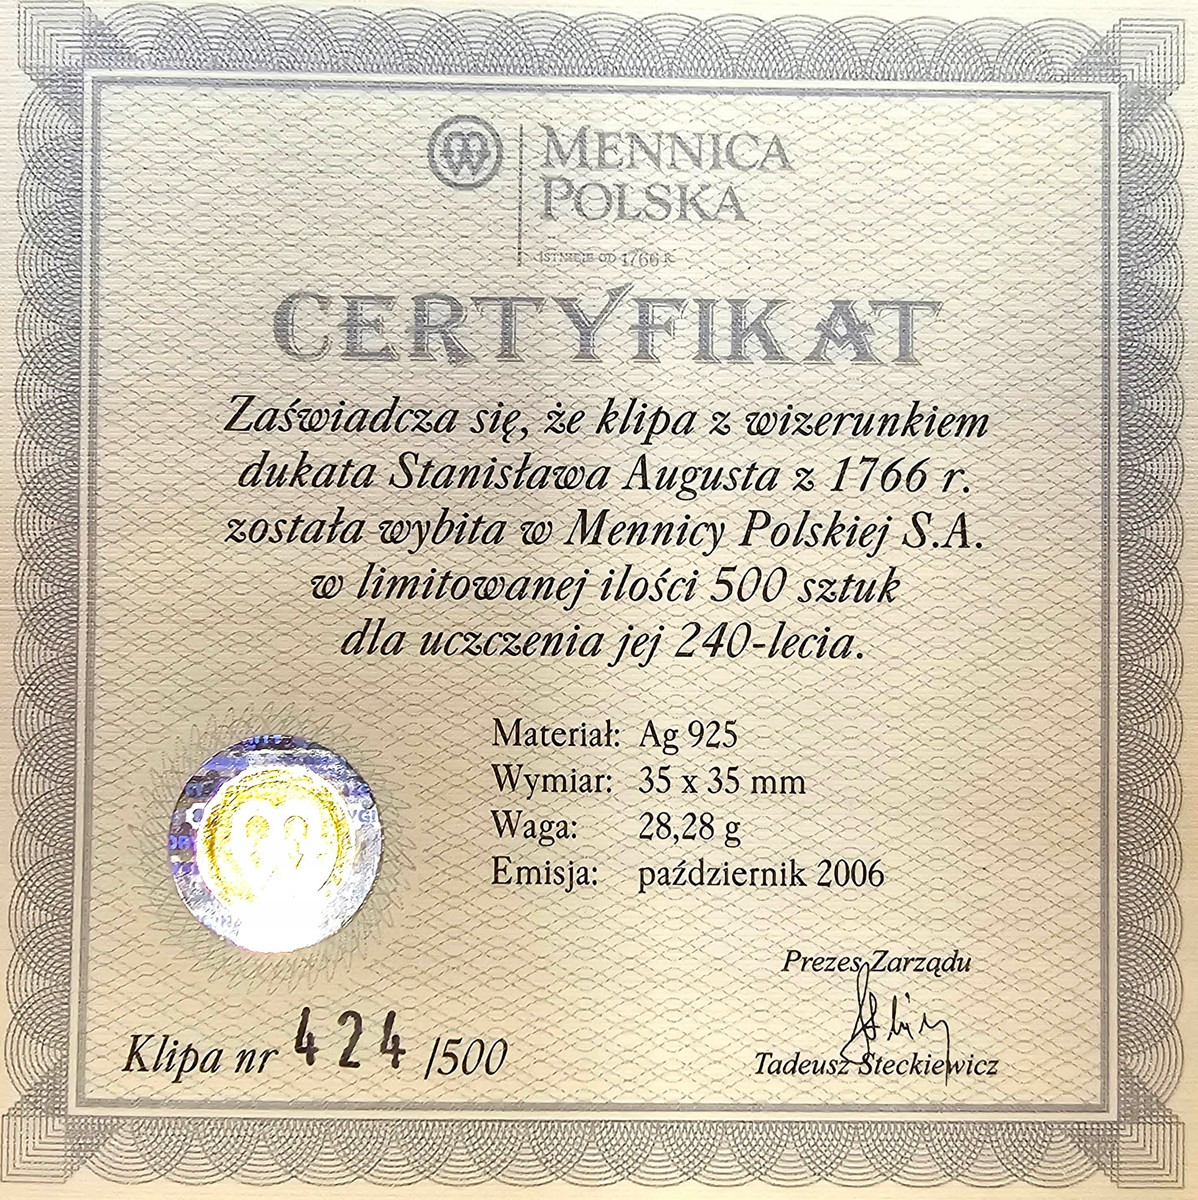 MENNICA
POLSKA
ISTNIEJE OD 1766 R.
CERTYFIKAT
Zaświadcza się, że klipa z wizerunkiem
dukata Stanisława Augusta z 1766 r.
została wybita w Mennicy Polskiej S.A.
w limitowanej ilości 500 sztuk
dla uczczenia jej 240-lecia.
Materiał: Ag 925
Wymiar: 35 x 35 mm
Waga: 28,28 g
Emisja: październik 2006
Prezes Zarządu
Tadeusz Steckiewicz
Klipa nr 424 /500